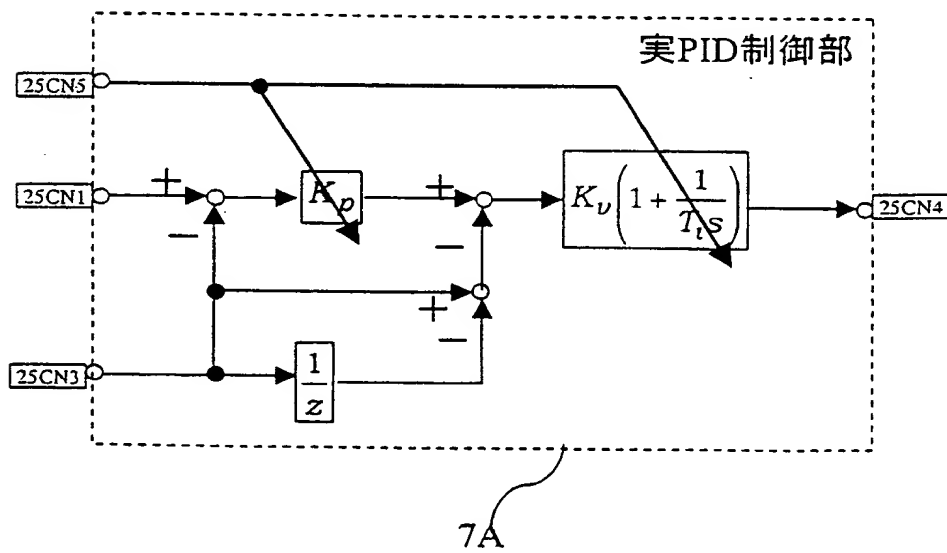 実PID制御部
25CN5
25CN1
+
−
K_p
+
−
K_v(1 + 1/T_i s)
25CN4
+
−
25CN3
1/z
7A